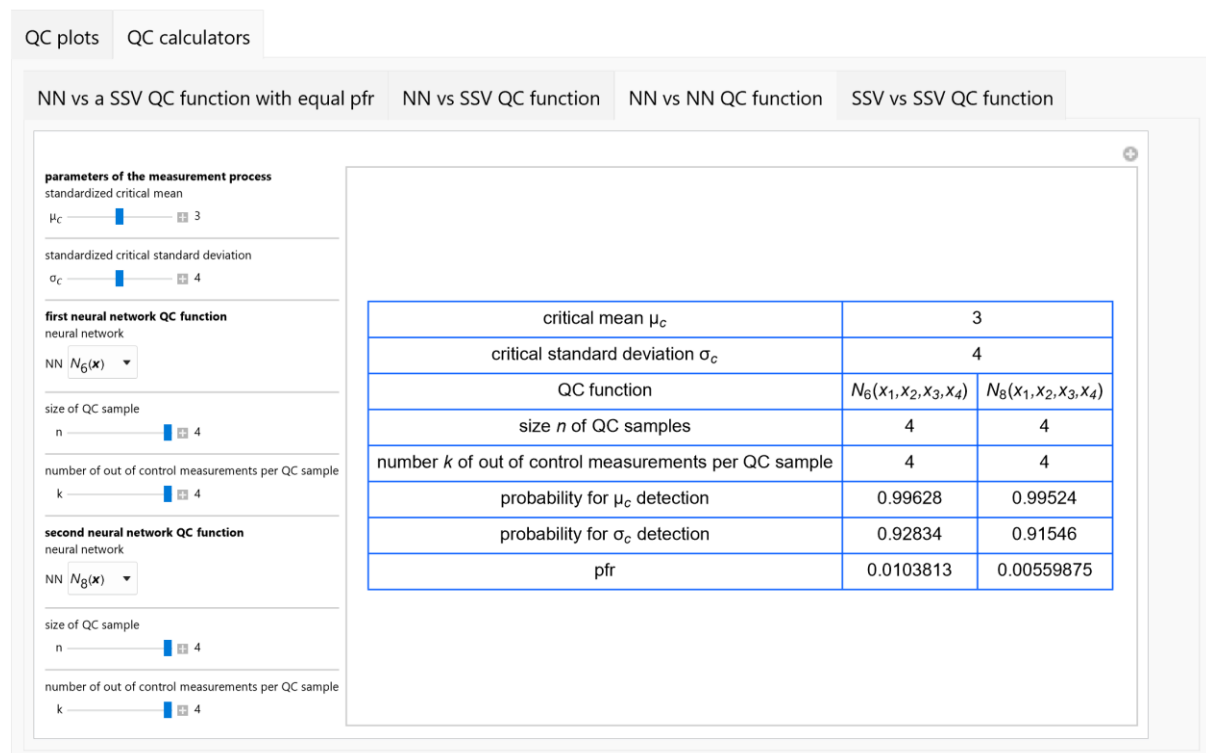 QC plots QC calculators
NN vs a SSV QC function with equal pfr NN vs SSV QC function NN vs NN QC function SSV vs SSV QC function
parameters of the measurement process
standardized critical mean
μc 3
standardized critical standard deviation
σc 4
first neural network QC function
neural network
NN N6(x)
size of QC sample
n 4
number of out of control measurements per QC sample
k 4
second neural network QC function
neural network
NN N8(x)
size of QC sample
n 4
number of out of control measurements per QC sample
k 4
critical mean μc 3
critical standard deviation σc 4
QC function N6(x1,x2,x3,x4) N8(x1,x2,x3,x4)
size n of QC samples 4 4
number k of out of control measurements per QC sample 4 4
probability for μc detection 0.99628 0.99524
probability for σc detection 0.92834 0.91546
pfr 0.0103813 0.00559875